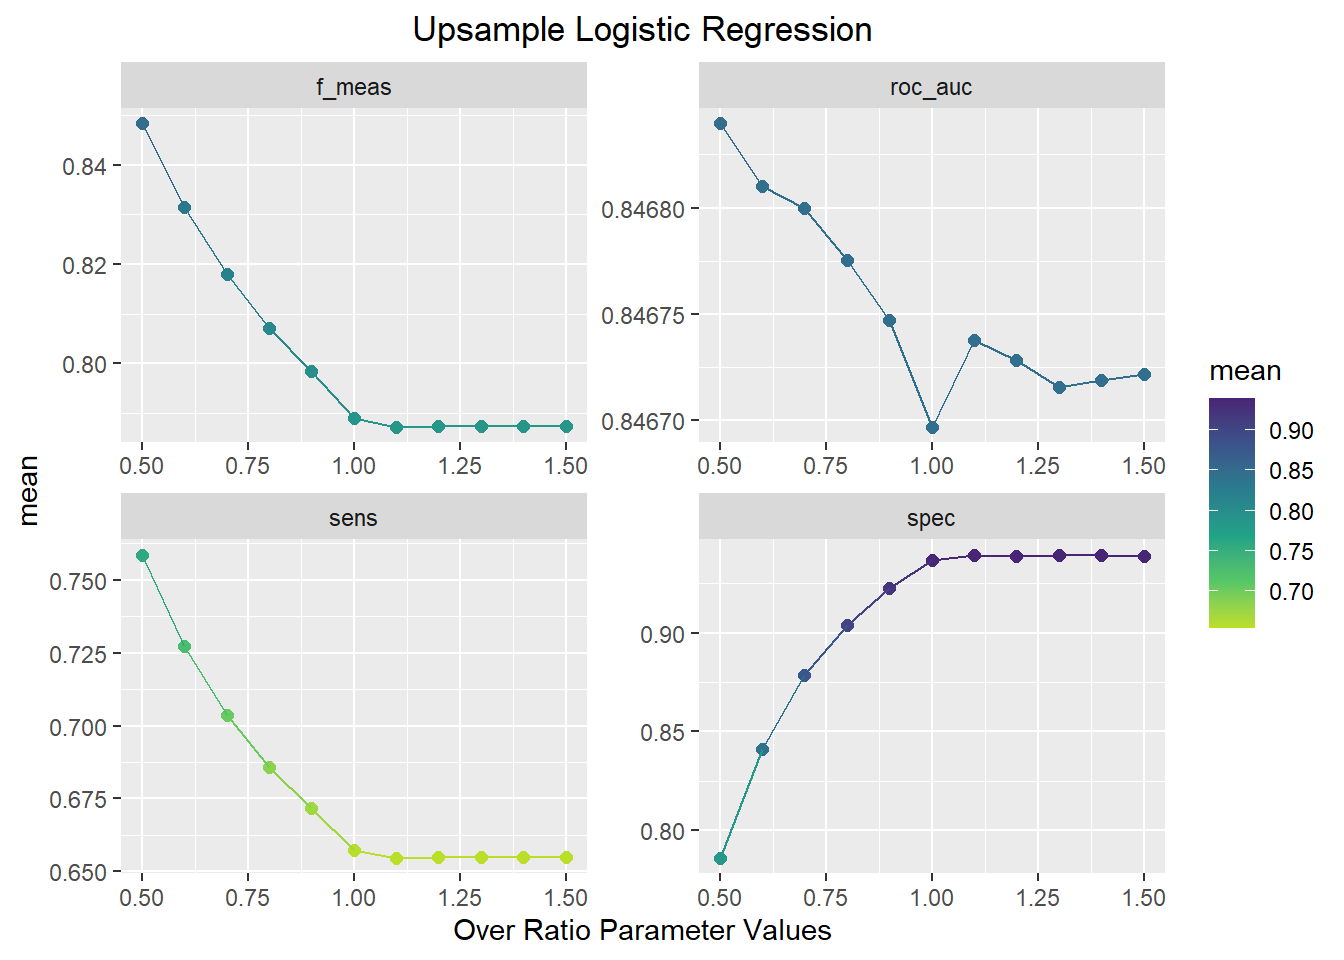 Upsample Logistic Regression
f_meas
roc_auc
0.84
0.82
0.80
0.84680
0.84675
0.84670
0.50 0.75 1.00 1.25 1.50
0.50 0.75 1.00 1.25 1.50
sens
spec
0.750
0.725
0.700
0.675
0.650
0.90
0.85
0.80
0.50 0.75 1.00 1.25 1.50
0.50 0.75 1.00 1.25 1.50
mean
Over Ratio Parameter Values
mean
0.90
0.85
0.80
0.75
0.70